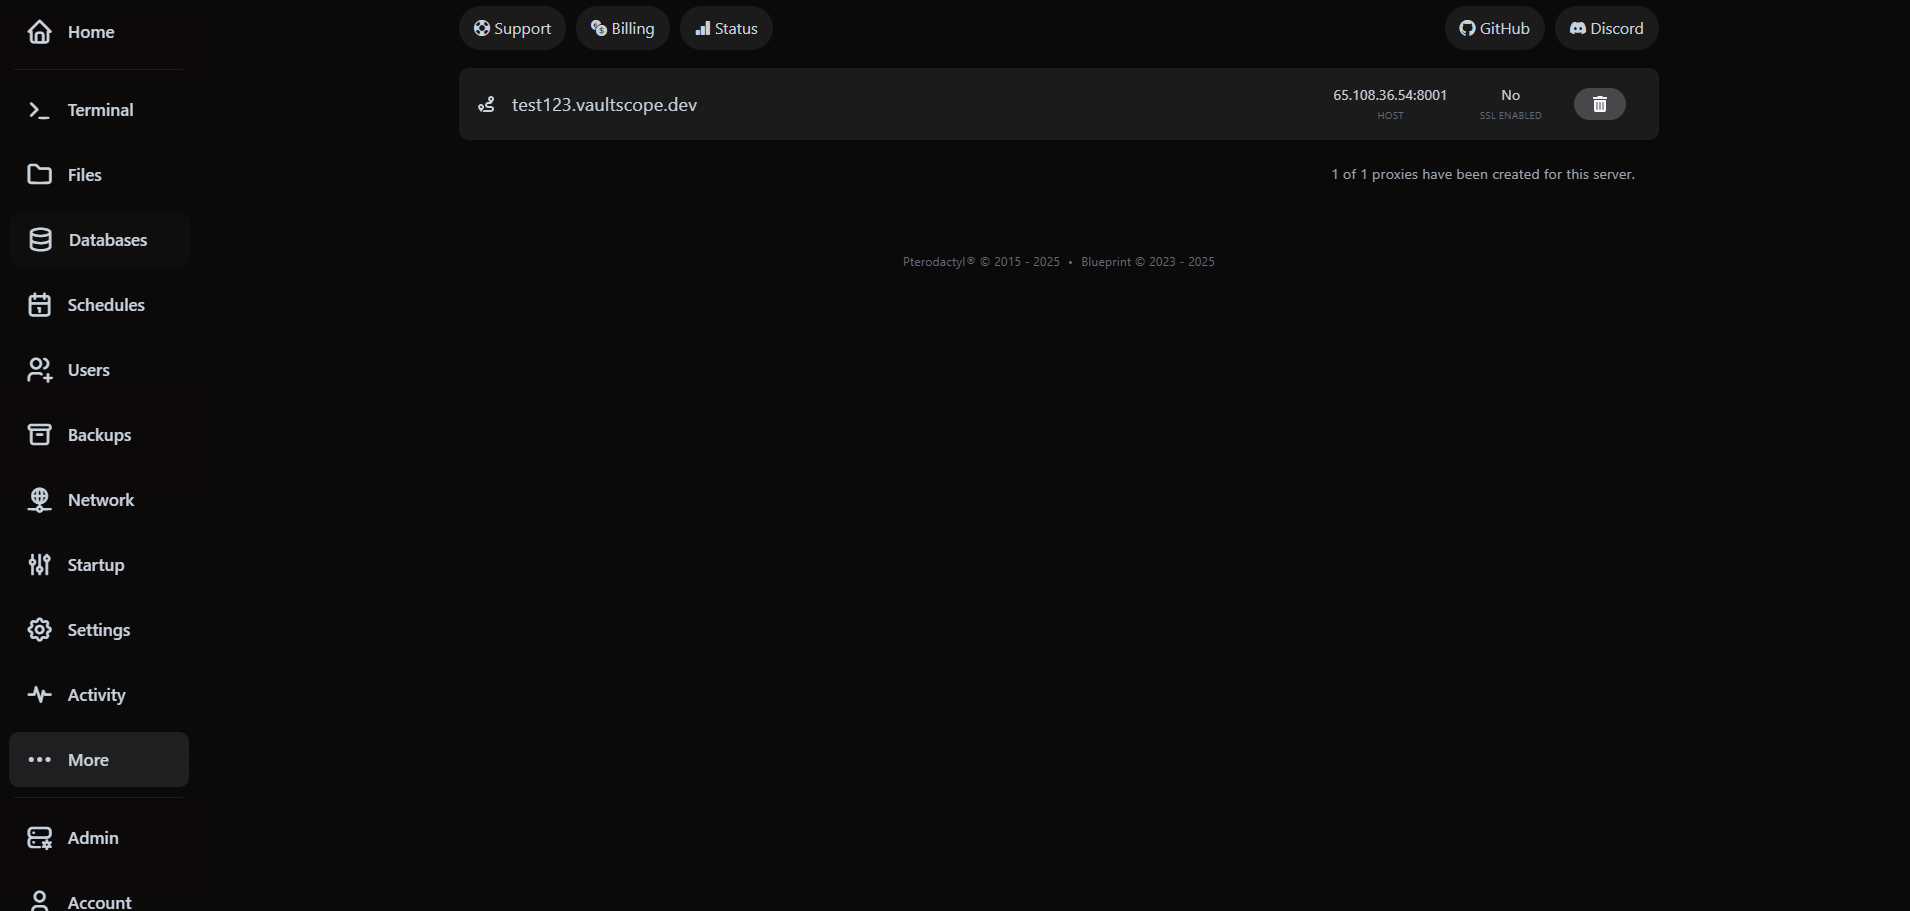 Home
Terminal
Files
Databases
Schedules
Users
Backups
Network
Startup
Settings
Activity
More
Admin
Account
Support
Billing
Status
GitHub
Discord
test123.vaultscope.dev
65.108.36.54:8001
HOST
No
SSL ENABLED
1 of 1 proxies have been created for this server.
Pterodactyl® © 2015 - 2025 • Blueprint © 2023 - 2025